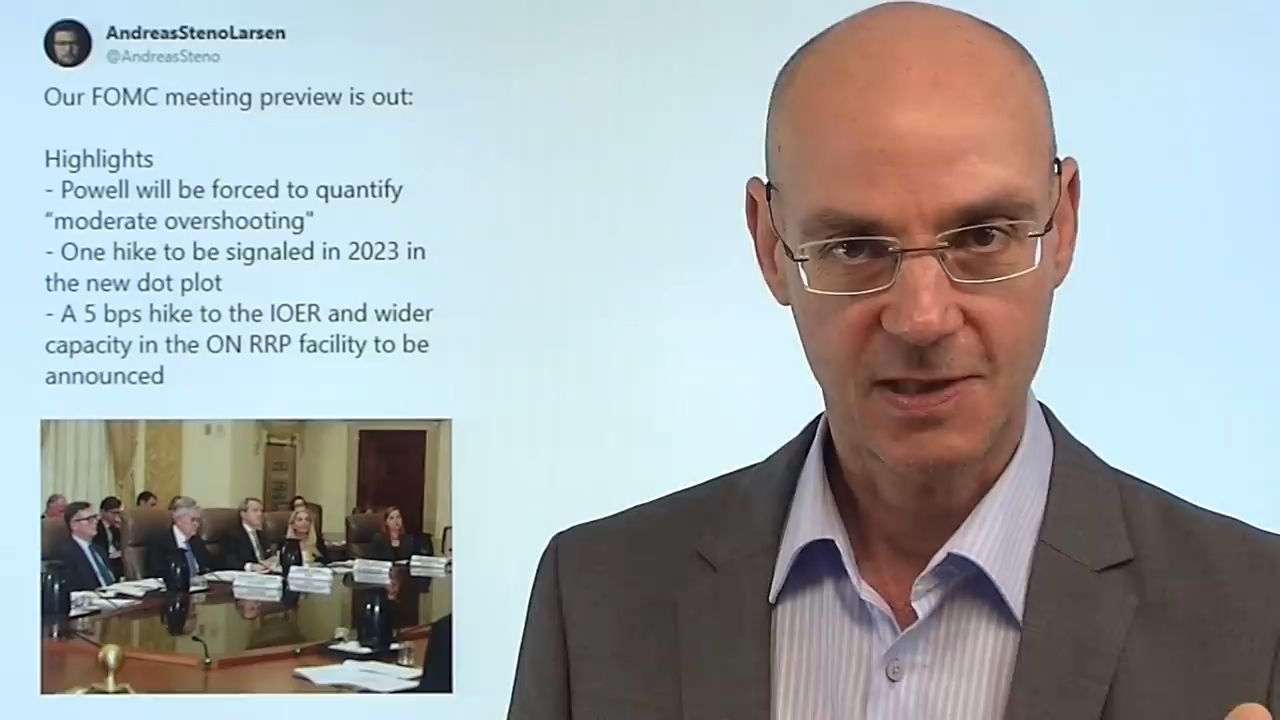 AndreasStenoLarsen
@AndreasSteno
Our FOMC meeting preview is out:
Highlights
- Powell will be forced to quantify
“moderate overshooting"
- One hike to be signaled in 2023 in
the new dot plot
- A 5 bps hike to the IOER and wider
capacity in the ON RRP facility to be
announced